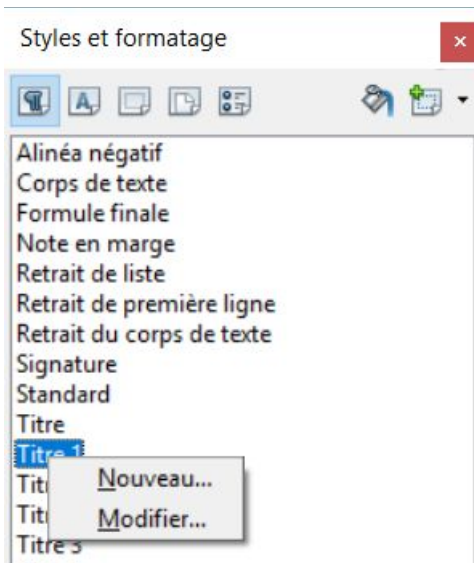 Styles et formatage
Alinéa négatif
Corps de texte
Formule finale
Note en marge
Retrait de liste
Retrait de première ligne
Retrait du corps de texte
Signature
Standard
Titre
Titre 1
Nouveau...
Modifier...
Titre 3